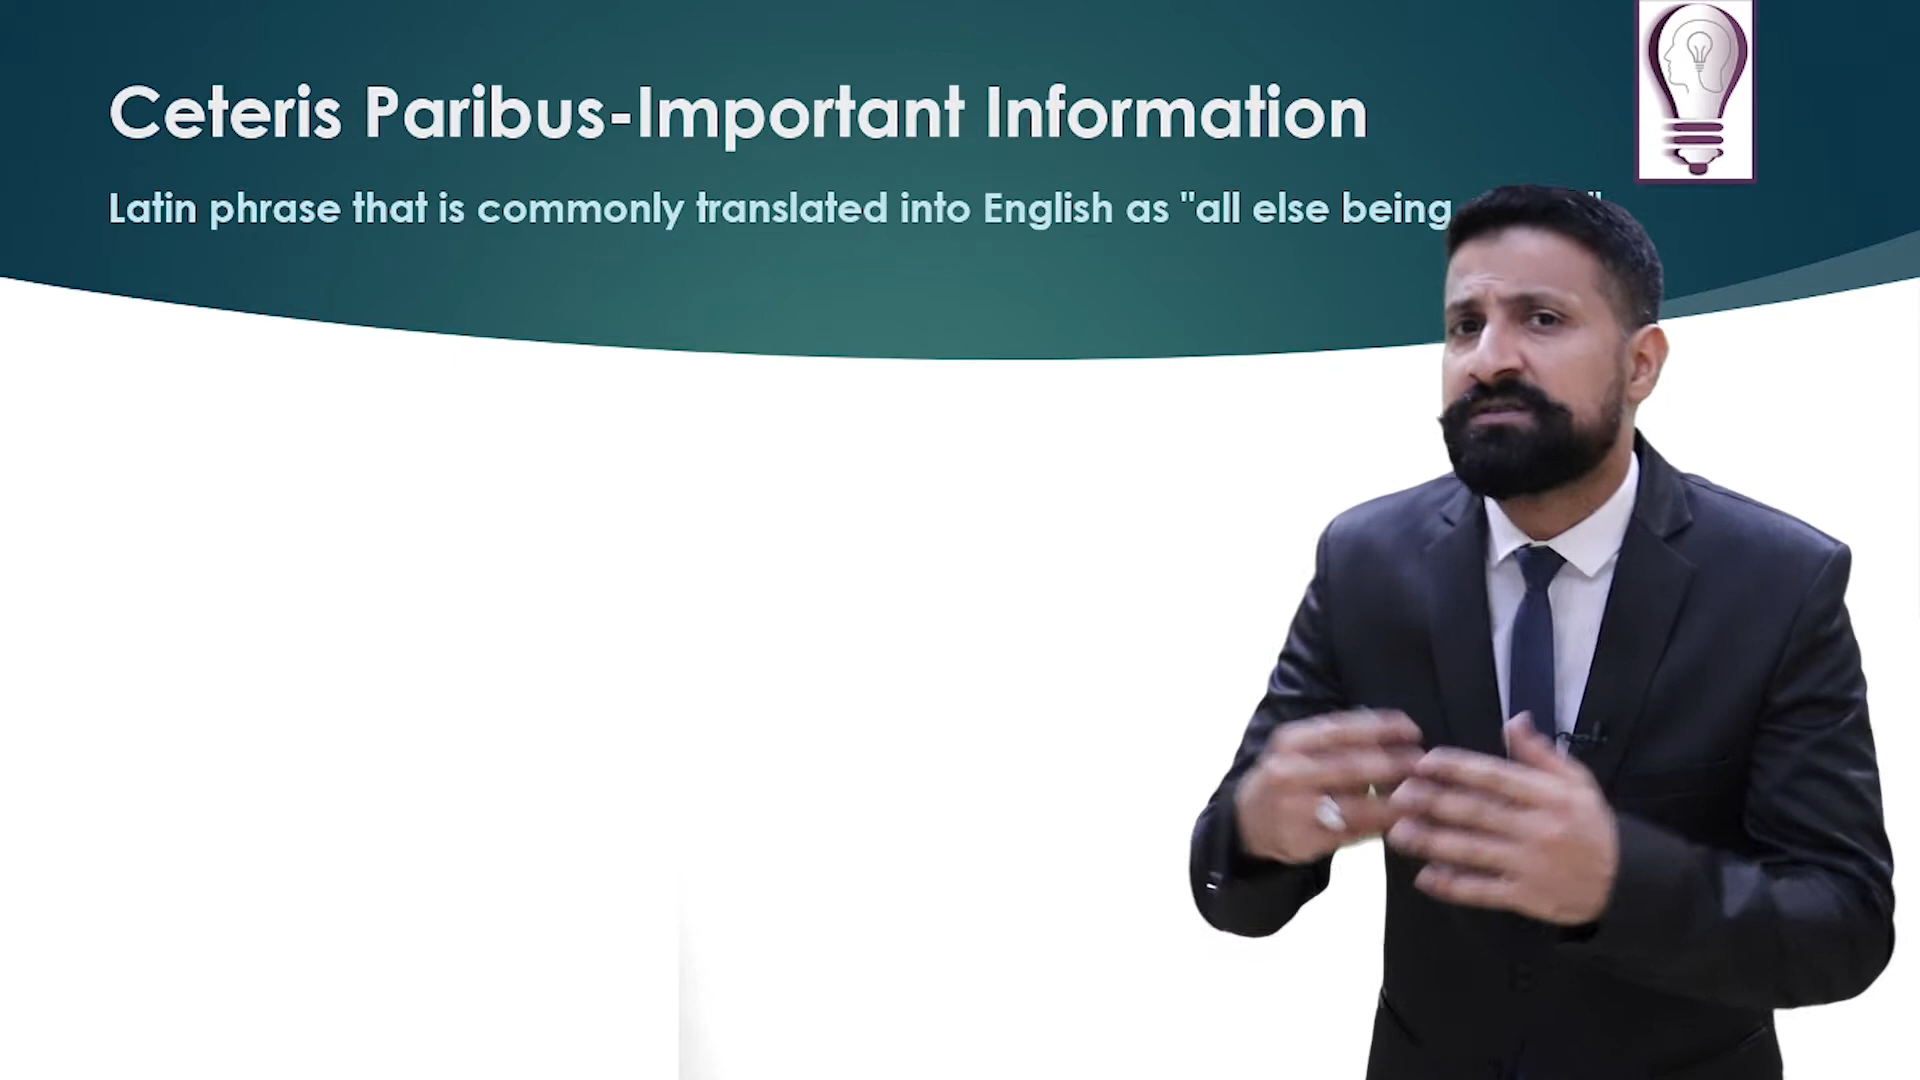 Ceteris Paribus-Important Information
Latin phrase that is commonly translated into English as "all else being "